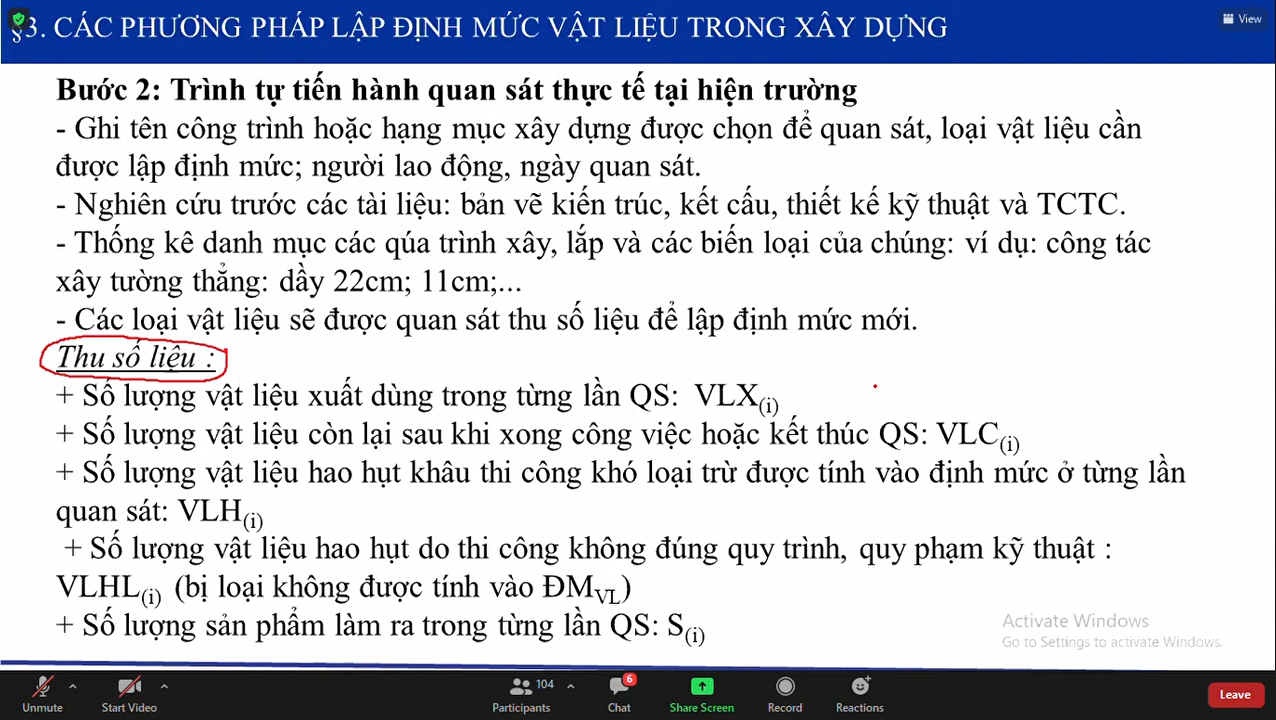 §3. CÁC PHƯƠNG PHÁP LẬP ĐỊNH MỨC VẬT LIỆU TRONG XÂY DỰNG
View
Bước 2: Trình tự tiến hành quan sát thực tế tại hiện trường
- Ghi tên công trình hoặc hạng mục xây dựng được chọn để quan sát, loại vật liệu cần
được lập định mức; người lao động, ngày quan sát.
- Nghiên cứu trước các tài liệu: bản vẽ kiến trúc, kết cấu, thiết kế kỹ thuật và TCTC.
- Thống kê danh mục các qúa trình xây, lắp và các biến loại của chúng: ví dụ: công tác
xây tường thẳng: dầy 22cm; 11cm;...
- Các loại vật liệu sẽ được quan sát thu số liệu để lập định mức mới.
Thu số liệu :
+ Số lượng vật liệu xuất dùng trong từng lần QS: VLX(i)
+ Số lượng vật liệu còn lại sau khi xong công việc hoặc kết thúc QS: VLC(i)
+ Số lượng vật liệu hao hụt khâu thi công khó loại trừ được tính vào định mức ở từng lần
quan sát: VLH(i)
+ Số lượng vật liệu hao hụt do thi công không đúng quy trình, quy phạm kỹ thuật :
VLHL(i) (bị loại không được tính vào ĐMVL)
+ Số lượng sản phẩm làm ra trong từng lần QS: S(i)
Activate Windows
Go to Settings to activate Windows.
Unmute
Start Video
104
Participants
6
Chat
Share Screen
Record
Reactions
Leave